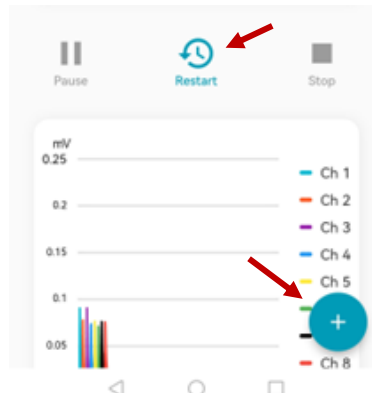 Pause Restart Stop
mV
0.25
Ch 1
0.2
Ch 2
Ch 3
0.15
Ch 4
Ch 5
0.1
+
0.05
Ch 8